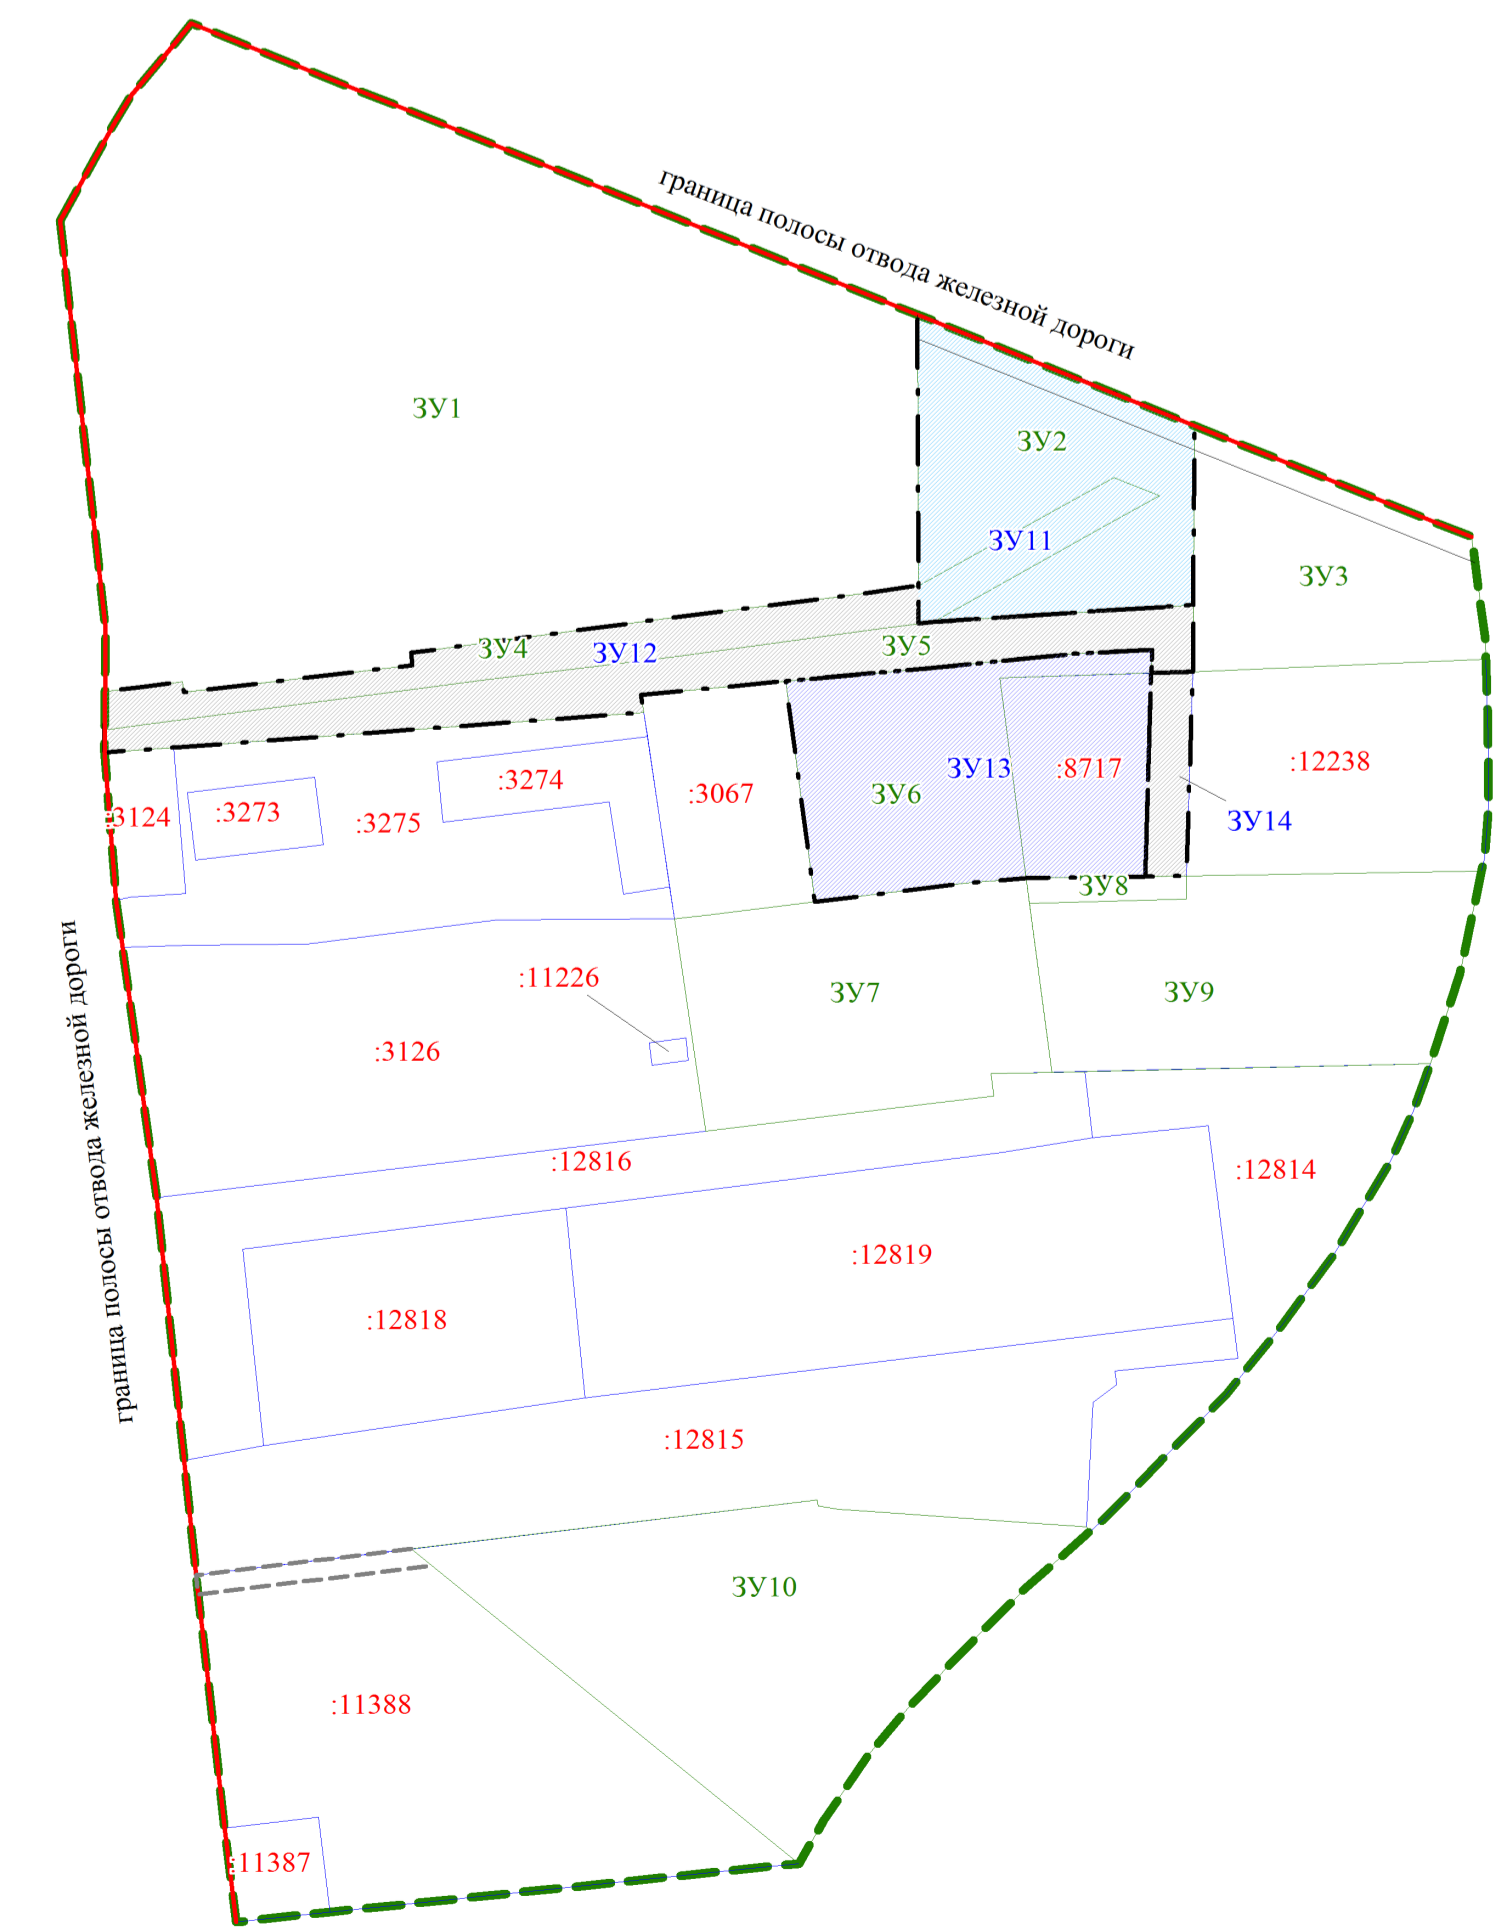 граница полосы отвода железной дороги
ЗУ1
ЗУ2
ЗУ11
ЗУ3
ЗУ4
ЗУ12
ЗУ5
:3124
:3273
:3275
:3274
:3067
ЗУ6
ЗУ13
:8717
:12238
ЗУ14
ЗУ8
граница полосы отвода железной дороги
:11226
:3126
ЗУ7
ЗУ9
:12816
:12814
:12819
:12818
:12815
ЗУ10
:11388
:11387